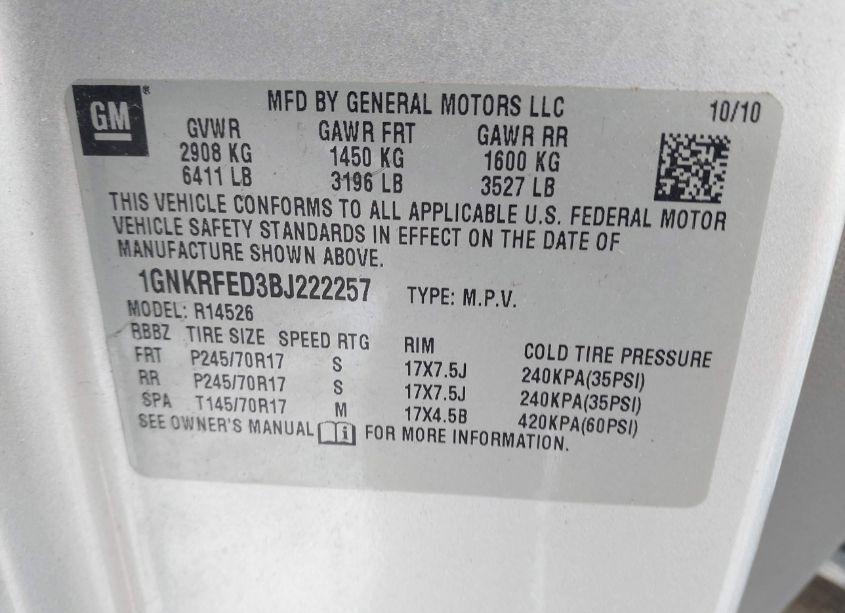 GM ®
MFD BY GENERAL MOTORS LLC 10/10
GVWR GAWR FRT GAWR RR
2908 KG 1450 KG 1600 KG
6411 LB 3196 LB 3527 LB
THIS VEHICLE CONFORMS TO ALL APPLICABLE U.S. FEDERAL MOTOR
VEHICLE SAFETY STANDARDS IN EFFECT ON THE DATE OF
MANUFACTURE SHOWN ABOVE.
1GNKRFED3BJ222257 TYPE: M.P.V.
MODEL: R14526
BBBZ TIRE SIZE SPEED RTG RIM COLD TIRE PRESSURE
FRT P245/70R17 S 17X7.5J 240KPA(35PSI)
RR P245/70R17 S 17X7.5J 240KPA(35PSI)
SPA T145/70R17 M 17X4.5B 420KPA(60PSI)
SEE OWNER'S MANUAL FOR MORE INFORMATION.